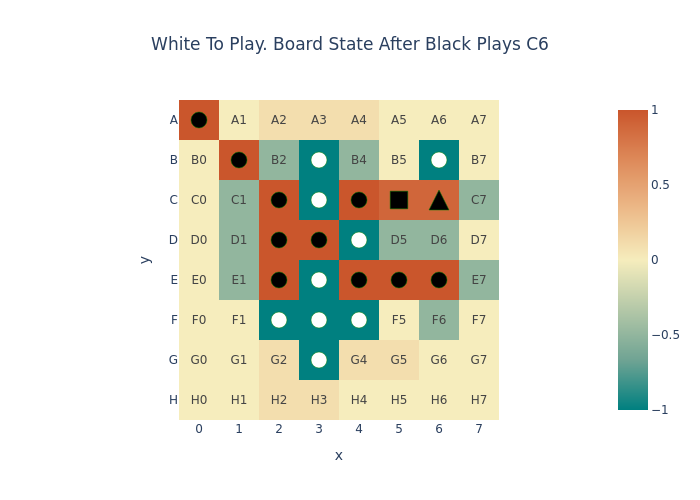 White To Play. Board State After Black Plays C6
A A1 A2 A3 A4 A5 A6 A7 1
B B0 B2 B4 B5 B7
C C0 C1 C7 0.5
D D0 D1 D5 D6 D7 0
y
E E0 E1 E7
F F0 F1 F5 F6 F7 −0.5
G G0 G1 G2 G4 G5 G6 G7
H H0 H1 H2 H3 H4 H5 H6 H7 −1
0 1 2 3 4 5 6 7
x